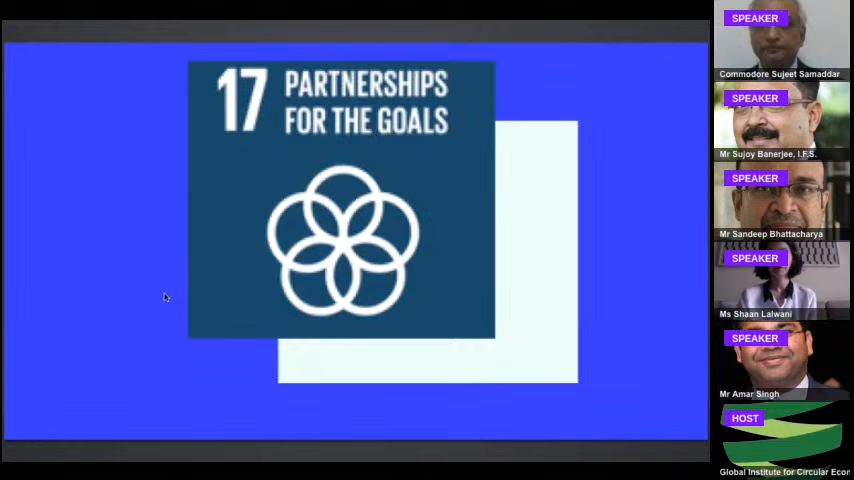 17 PARTNERSHIPS
FOR THE GOALS
SPEAKER
Commodore Sujeet Samaddar
SPEAKER
Mr Sujoy Banerjee, I.F.S.
SPEAKER
Mr Sandeep Bhattacharya
SPEAKER
Ms Shaan Lalwani
SPEAKER
Mr Amar Singh
HOST
Global Institute for Circular Econ